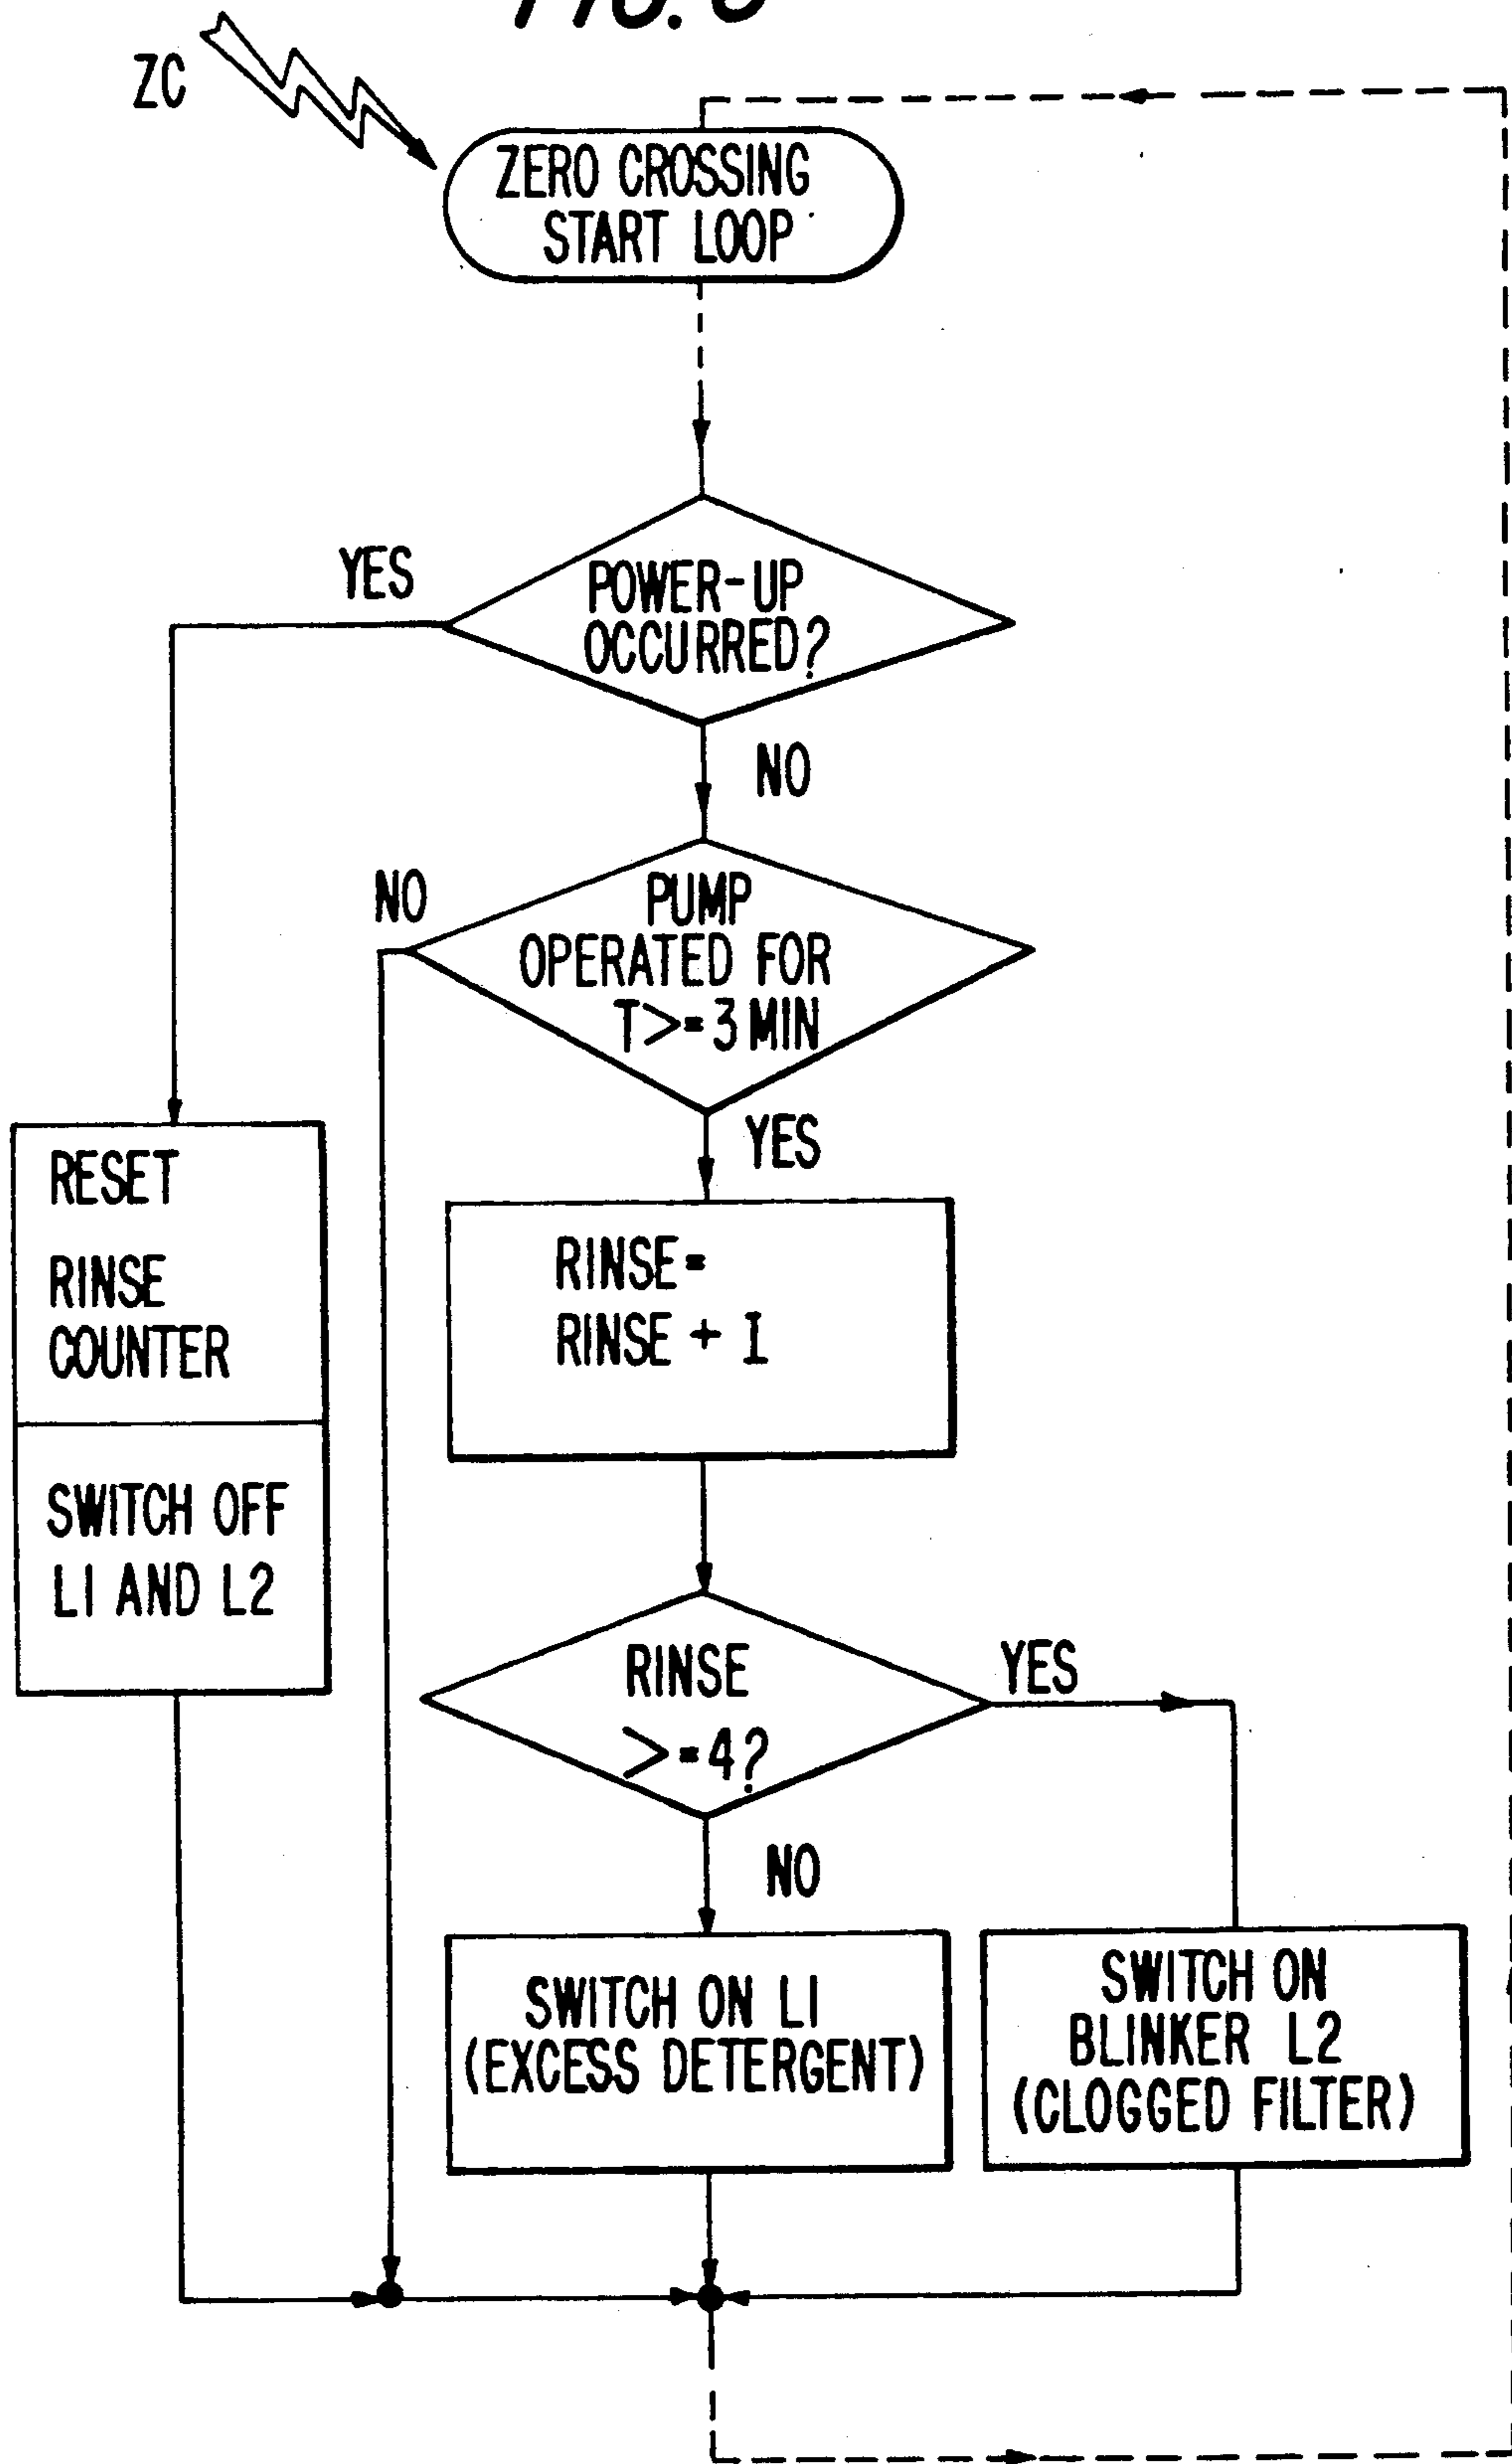 ZC
ZERO CROSSING
START LOOP
YES
POWER-UP
OCCURRED?
NO
NO
PUMP
OPERATED FOR
T>=3 MIN
YES
RESET
RINSE
COUNTER
SWITCH OFF
L1 AND L2
RINSE=
RINSE + I
RINSE
>=4?
YES
NO
SWITCH ON L1
(EXCESS DETERGENT)
SWITCH ON
BLINKER L2
(CLOGGED FILTER)